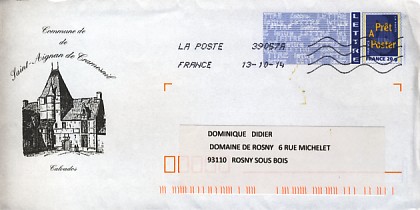 Commune de
de
Saint-Aignan de Cramesnil
Calvados
LA POSTE 39057A
FRANCE 13-10-14
LETTRE
Prêt
À
Poster
FRANCE 20g
DOMINIQUE DIDIER
DOMAINE DE ROSNY 6 RUE MICHELET
93110 ROSNY SOUS BOIS